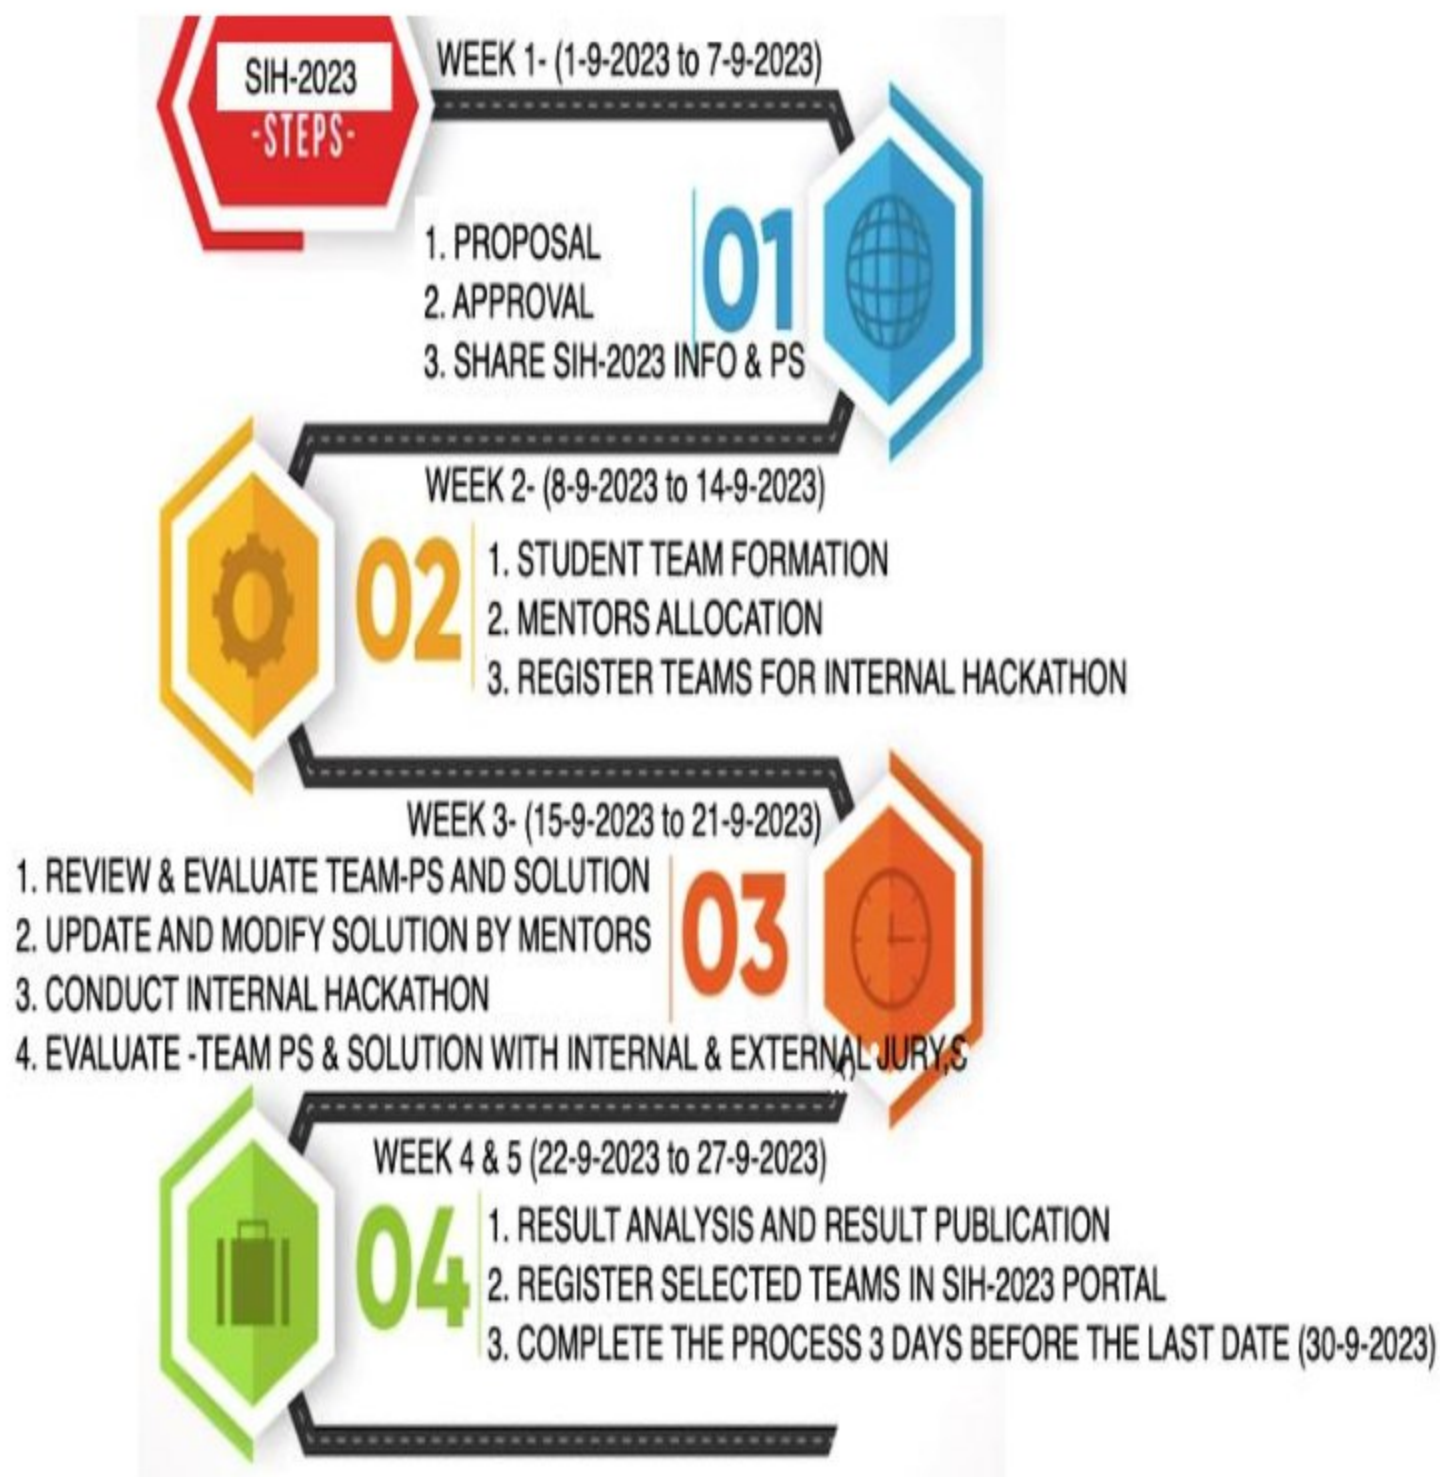 SIH-2023
-STEPS-
WEEK 1- (1-9-2023 to 7-9-2023)
01
1. PROPOSAL
2. APPROVAL
3. SHARE SIH-2023 INFO & PS
WEEK 2- (8-9-2023 to 14-9-2023)
02
1. STUDENT TEAM FORMATION
2. MENTORS ALLOCATION
3. REGISTER TEAMS FOR INTERNAL HACKATHON
WEEK 3- (15-9-2023 to 21-9-2023)
03
1. REVIEW & EVALUATE TEAM-PS AND SOLUTION
2. UPDATE AND MODIFY SOLUTION BY MENTORS
3. CONDUCT INTERNAL HACKATHON
4. EVALUATE -TEAM PS & SOLUTION WITH INTERNAL & EXTERNAL JURY,S
WEEK 4 & 5 (22-9-2023 to 27-9-2023)
04
1. RESULT ANALYSIS AND RESULT PUBLICATION
2. REGISTER SELECTED TEAMS IN SIH-2023 PORTAL
3. COMPLETE THE PROCESS 3 DAYS BEFORE THE LAST DATE (30-9-2023)